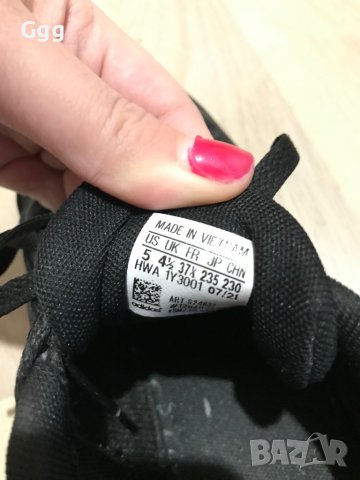 Ggg
MADE IN VIETNAM
US UK FR JP CHN
5 4½ 37⅓ 235 230
HWA 1Y3001 07/21
adidas
ART
BAZAR